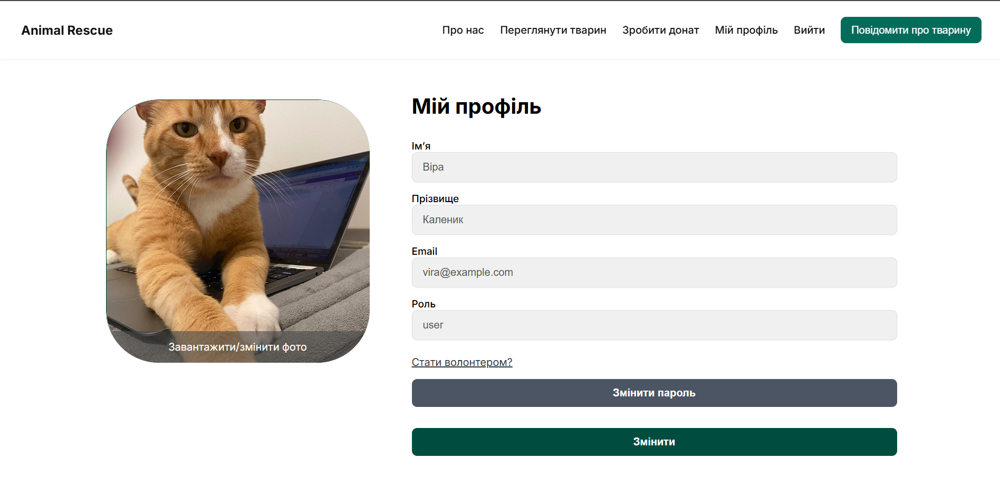 Animal Rescue
Про нас
Переглянути тварин
Зробити донат
Мій профіль
Вийти
Повідомити про тварину
Мій профіль
Ім’я
Віра
Прізвище
Каленик
Email
vira@example.com
Роль
user
Завантажити/змінити фото
Стати волонтером?
Змінити пароль
Змінити